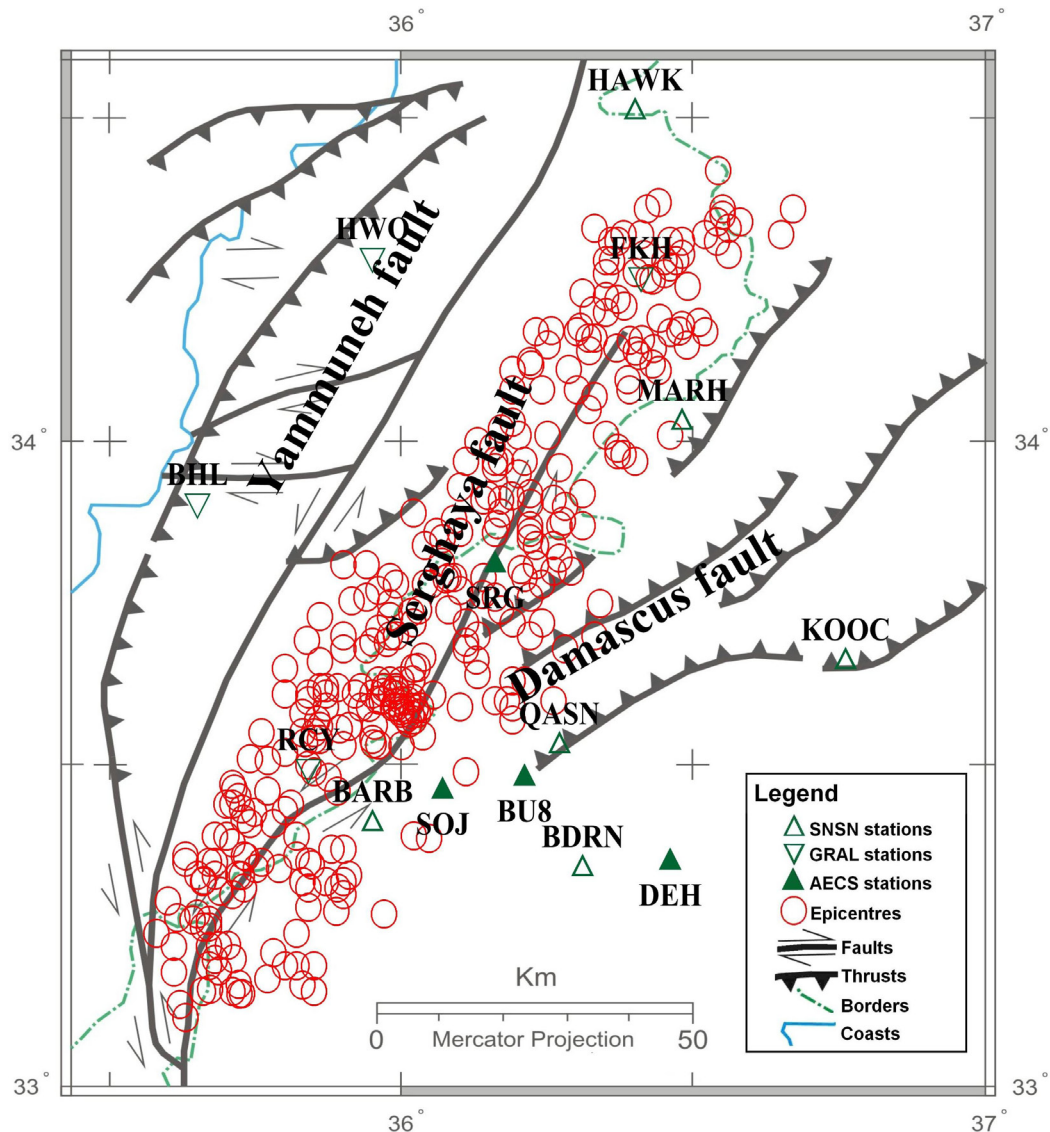 36°
37°
HAWK
HWQ
FKH
Yammuneh fault
MARH
34°
34°
BHL
Serghaya fault
SRG
Damascus fault
KOOC
QASN
RCY
BARB
SOJ
BU8
BDRN
DEH
Legend
SNSN stations
GRAL stations
AECS stations
Epicentres
Faults
Thrusts
Borders
Coasts
Km
0
50
Mercator Projection
33°
33°
36°
37°